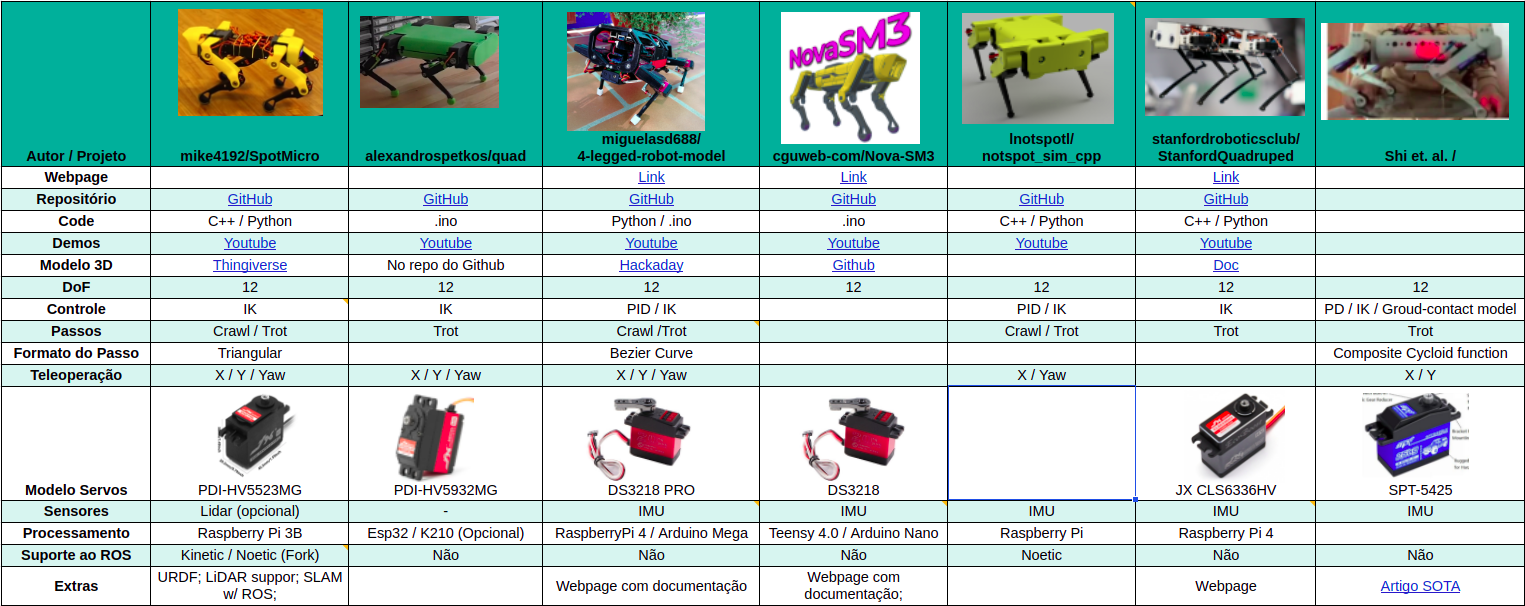 NovaSM3
Autor / Projeto mike4192/SpotMicro alexandrospetkos/quad miguelasd688/ 4-legged-robot-model cguweb-com/Nova-SM3 lnotspotl/ notspot_sim_cpp stanfordroboticsclub/ StanfordQuadruped Shi et. al. /
Webpage Link Link Link
Repositório GitHub GitHub GitHub GitHub GitHub GitHub
Code C++ / Python .ino Python / .ino .ino C++ / Python C++ / Python
Demos Youtube Youtube Youtube Youtube Youtube Youtube
Modelo 3D Thingiverse No repo do Github Hackaday Github Doc
DoF 12 12 12 12 12 12 12
Controle IK IK PID / IK PID / IK IK PD / IK / Groud-contact model
Passos Crawl / Trot Trot Crawl /Trot Crawl / Trot Trot Trot
Formato do Passo Triangular Bezier Curve Composite Cycloid function
Teleoperação X / Y / Yaw X / Y / Yaw X / Y / Yaw X / Yaw X / Y
Modelo Servos PDI-HV5523MG PDI-HV5932MG DS3218 PRO DS3218 JX CLS6336HV SPT-5425
Sensores Lidar (opcional) - IMU IMU IMU IMU IMU
Processamento Raspberry Pi 3B Esp32 / K210 (Opcional) RaspberryPi 4 / Arduino Mega Teensy 4.0 / Arduino Nano Raspberry Pi Raspberry Pi 4
Suporte ao ROS Kinetic / Noetic (Fork) Não Não Não Noetic Não Não
Extras URDF; LiDAR suppor; SLAM w/ ROS; Webpage com documentação Webpage com documentação; Webpage Artigo SOTA